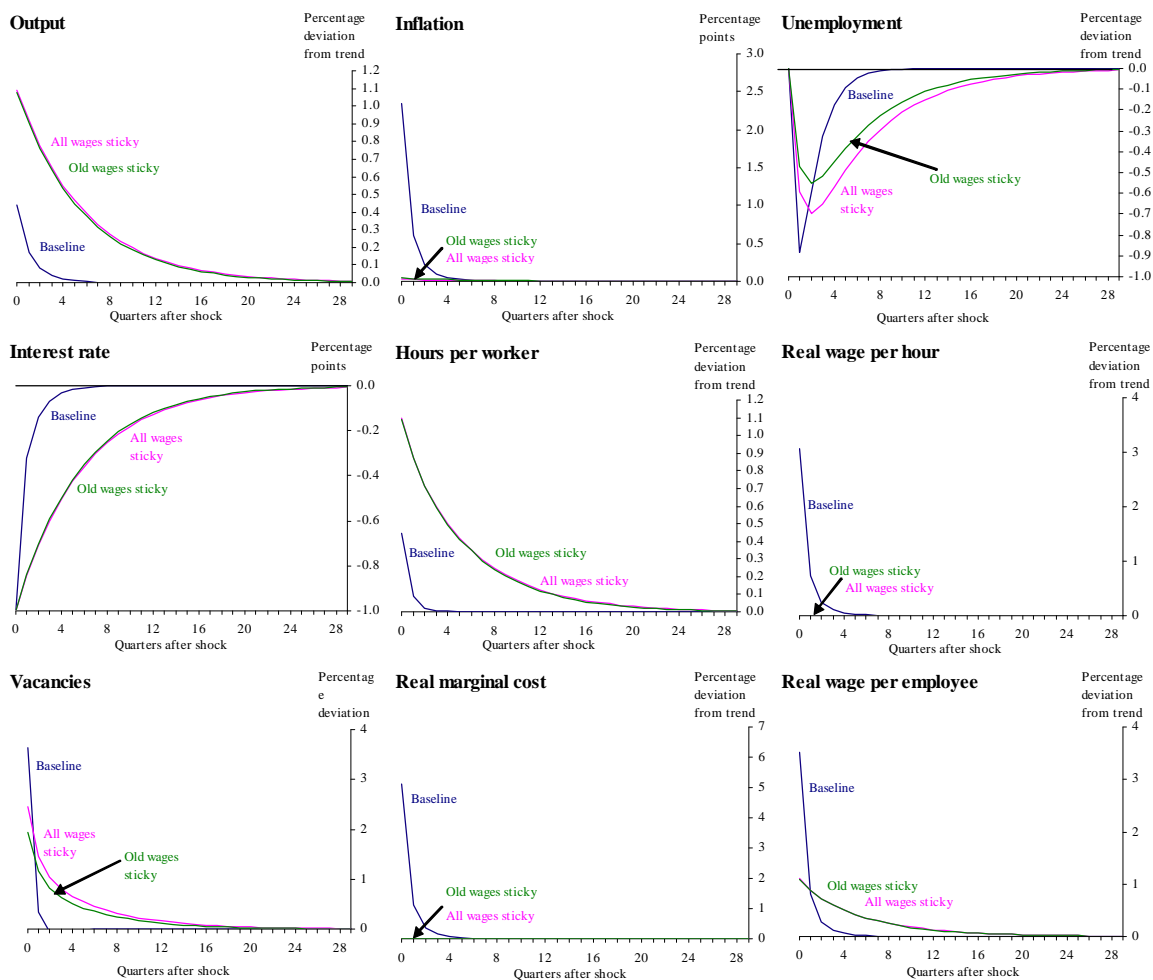 Output
Percentage
deviation
from trend
1.2
1.1
1.0
0.9
0.8
0.7
0.6
0.5
0.4
0.3
0.2
0.1
0.0
All wages sticky
Old wages sticky
Baseline
0 4 8 12 16 20 24 28
Quarters after shock
Inflation
Percentage
points
3.0
2.5
2.0
1.5
1.0
0.5
0.0
Baseline
Old wages sticky
All wages sticky
0 4 8 12 16 20 24 28
Quarters after shock
Unemployment
Percentage
deviation
from trend
0.0
-0.1
-0.2
-0.3
-0.4
-0.5
-0.6
-0.7
-0.8
-0.9
-1.0
Baseline
Old wages sticky
All wages
sticky
0 4 8 12 16 20 24 28
Quarters after shock
Interest rate
Percentage
points
0.0
-0.2
-0.4
-0.6
-0.8
-1.0
Baseline
All wages
sticky
Old wages sticky
0 4 8 12 16 20 24 28
Quarters after shock
Hours per worker
Percentage
deviation
from trend
1.2
1.1
1.0
0.9
0.8
0.7
0.6
0.5
0.4
0.3
0.2
0.1
0.0
Baseline
Old wages sticky
All wages sticky
0 4 8 12 16 20 24 28
Quarters after shock
Real wage per hour
Percentage
deviation
from trend
4
3
2
1
0
Baseline
Old wages sticky
All wages sticky
0 4 8 12 16 20 24 28
Quarters after shock
Vacancies
Percentag
e
deviation
4
3
2
1
0
Baseline
All wages
sticky
Old wages
sticky
0 4 8 12 16 20 24 28
Quarters after shock
Real marginal cost
Percentage
deviation
from trend
7
6
5
4
3
2
1
0
Baseline
Old wages sticky
All wages sticky
0 4 8 12 16 20 24 28
Quarters after shock
Real wage per employee
Percentage
deviation
from trend
4
3
2
1
0
Baseline
Old wages sticky
All wages sticky
0 4 8 12 16 20 24 28
Quarters after shock